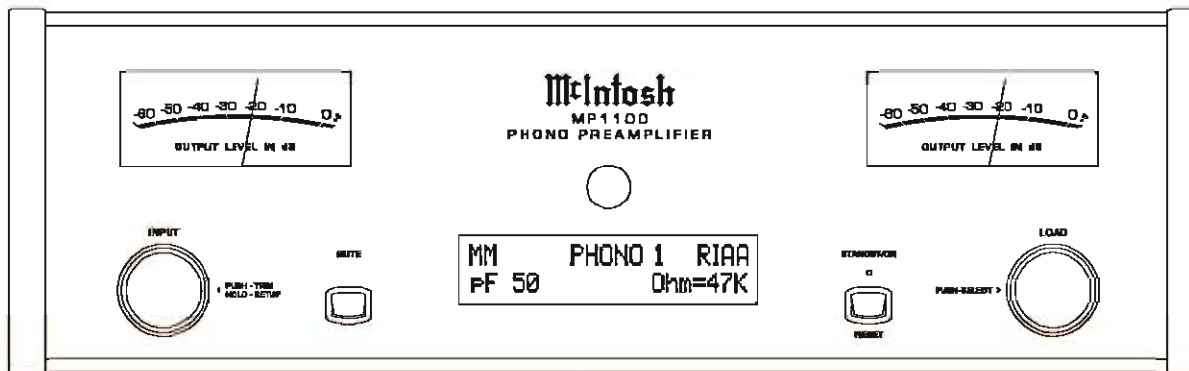 -60 -50 -40 -30 -20 -10 0
OUTPUT LEVEL IN dB
McIntosh
MP1100
PHONO PREAMPLIFIER
-60 -50 -40 -30 -20 -10 0
OUTPUT LEVEL IN dB
INPUT
PUSH - TRIM
HOLD - SETUP
MUTE
MM PHONO 1 RIAA
pF 50 Ohm=47K
STANDBY/ON
RESET
LOAD
PUSH-SELECT